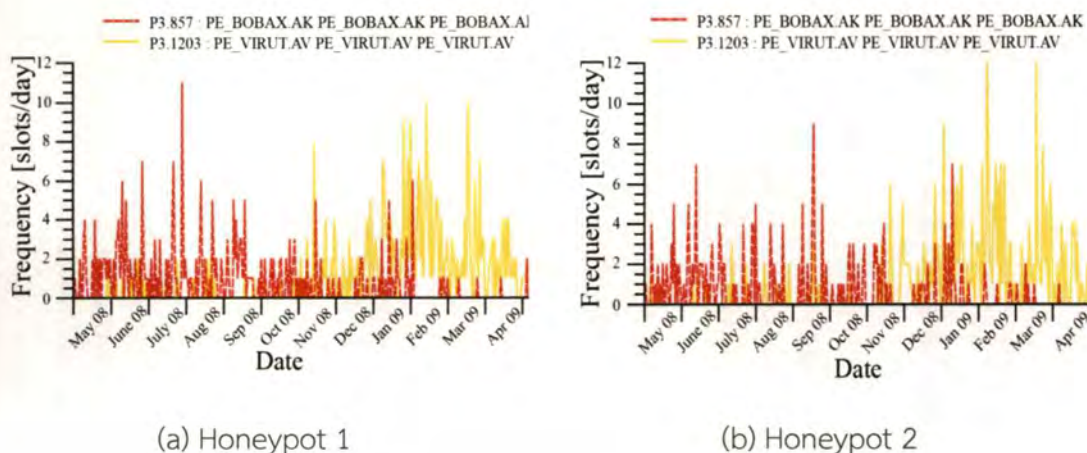 P3.857 : PE_BOBAX.AK PE_BOBAX.AK PE_BOBAX.AI
P3.1203 : PE_VIRUT.AV PE_VIRUT.AV PE_VIRUT.AV
12
10
8
6
4
2
0
Frequency [slots/day]
May 08 June 08 July 08 Aug 08 Sep 08 Oct 08 Nov 08 Dec 08 Jan 09 Feb 09 Mar 09 Apr 09
Date
(a) Honeypot 1
P3.857 : PE_BOBAX.AK PE_BOBAX.AK PE_BOBAX
P3.1203 : PE_VIRUT.AV PE_VIRUT.AV PE_VIRUT.AV
12
10
8
6
4
2
0
Frequency [slots/day]
May 08 June 08 July 08 Aug 08 Sep 08 Oct 08 Nov 08 Dec 08 Jan 09 Feb 09 Mar 09 Apr 09
Date
(b) Honeypot 2